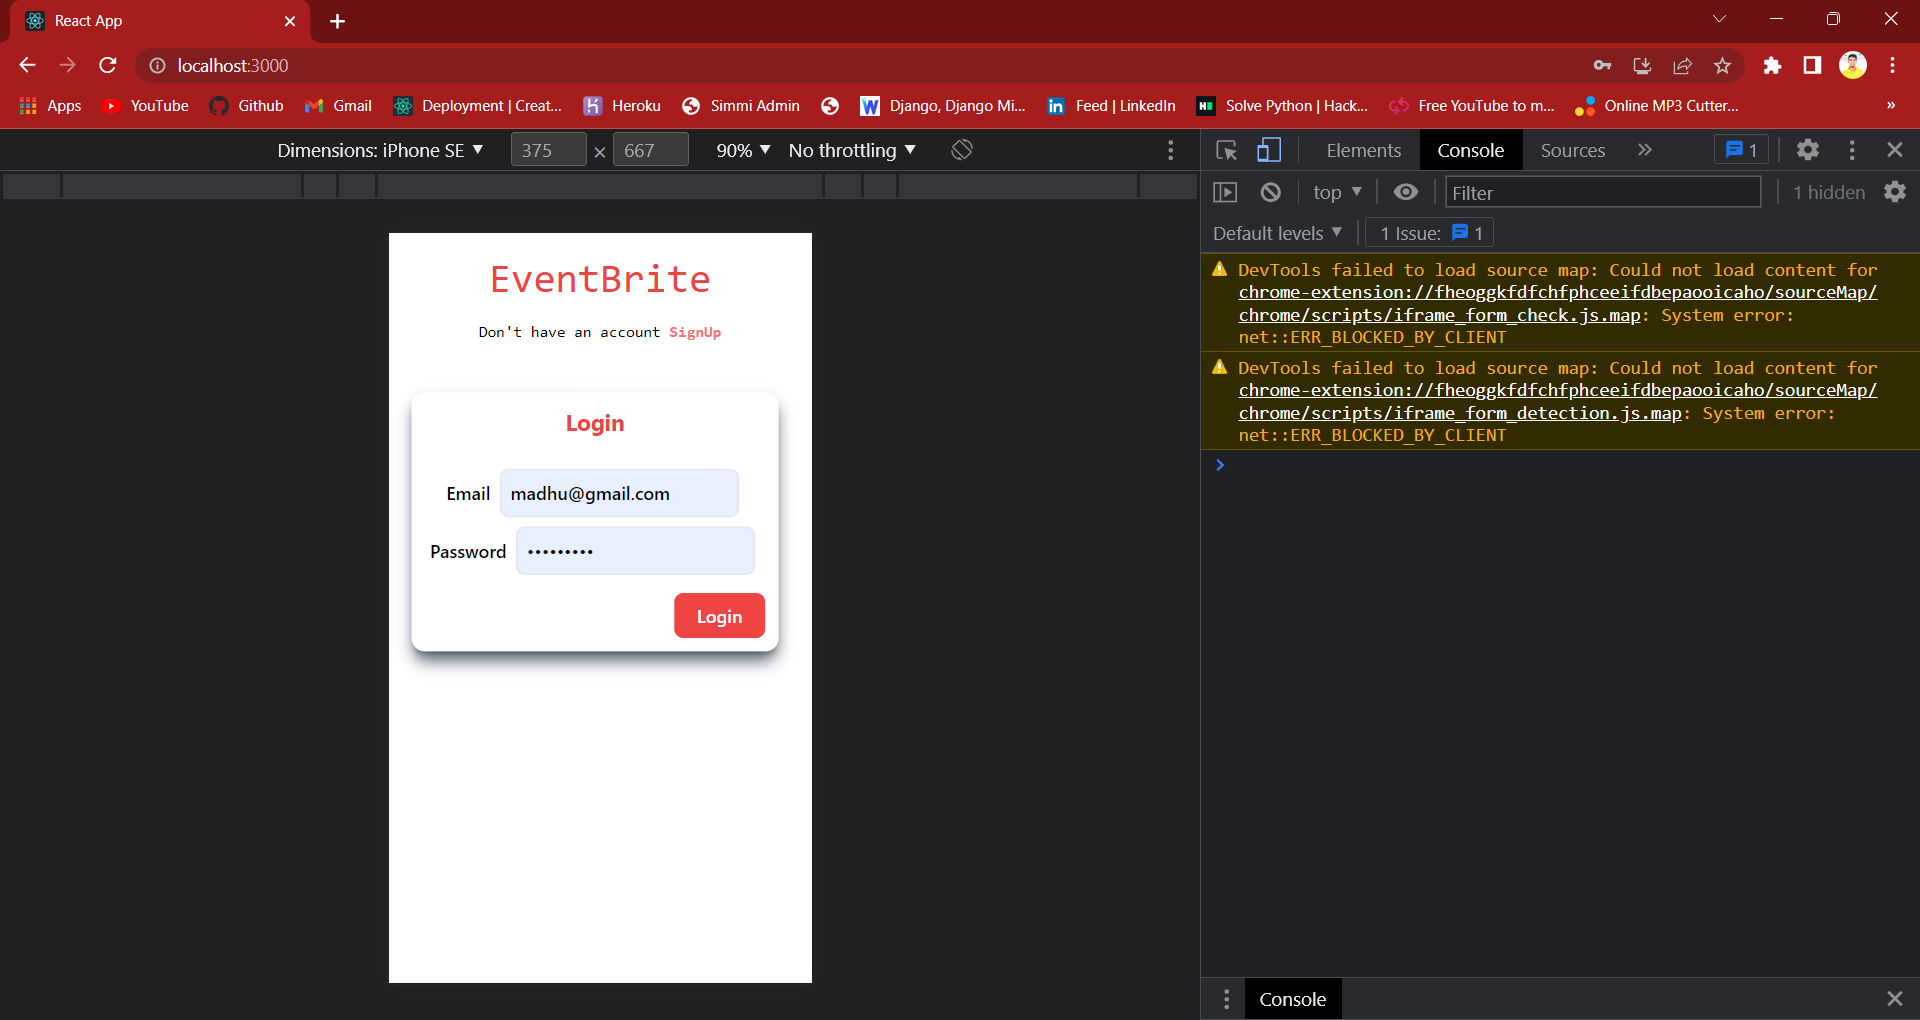 React App
localhost:3000
Apps
YouTube
Github
Gmail
Deployment | Creat...
Heroku
Simmi Admin
Django, Django Mi...
Feed | LinkedIn
Solve Python | Hack...
Free YouTube to m...
Online MP3 Cutter...
»
Dimensions: iPhone SE
375 × 667
90%
No throttling
Elements
Console
Sources
»
1
top
Filter
1 hidden
Default levels
1 Issue: 1
DevTools failed to load source map: Could not load content for
chrome-extension://fheoggkfdfchfphceeifdbepaooicaho/sourceMap/
chrome/scripts/iframe_form_check.js.map: System error:
net::ERR_BLOCKED_BY_CLIENT
DevTools failed to load source map: Could not load content for
chrome-extension://fheoggkfdfchfphceeifdbepaooicaho/sourceMap/
chrome/scripts/iframe_form_detection.js.map: System error:
net::ERR_BLOCKED_BY_CLIENT
EventBrite
Don't have an account SignUp
Login
Email madhu@gmail.com
Password •••••••••
Login
Console